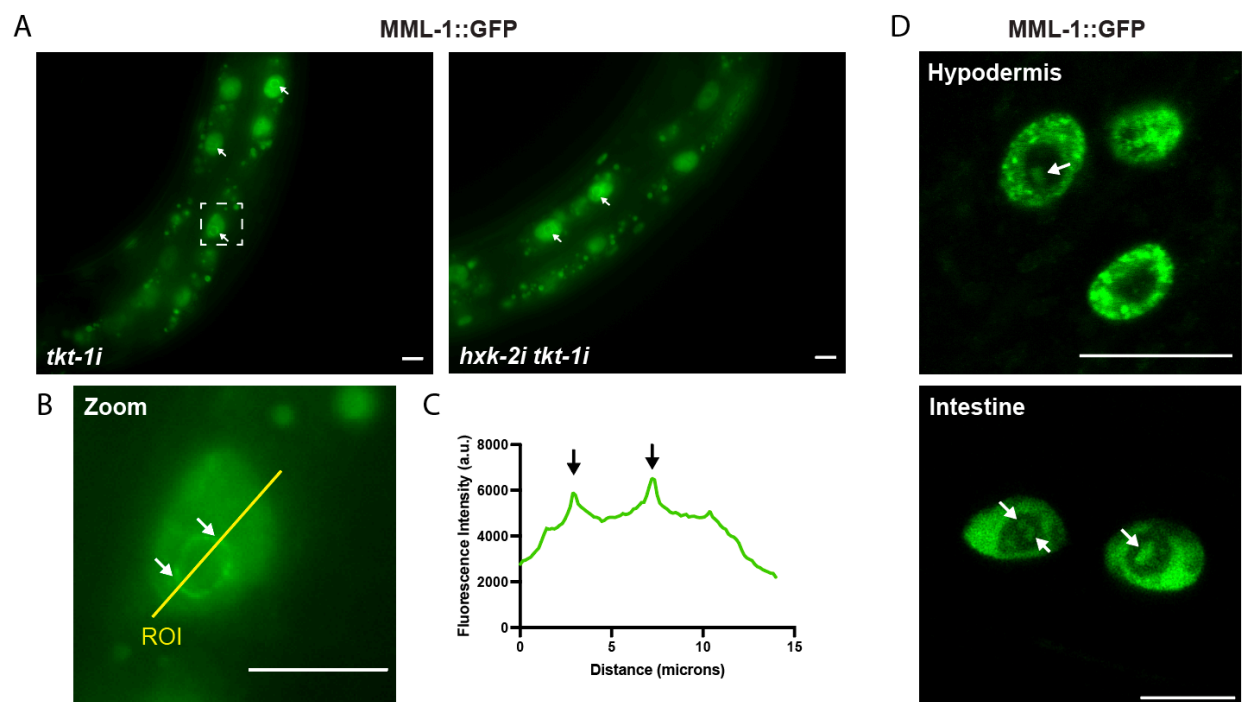 A
MML-1::GFP
tkt-1i
hxk-2i tkt-1i
B
Zoom
ROI
C
Fluorescence Intensity (a.u.)
8000
6000
4000
2000
0
0 5 10 15
Distance (microns)
D
MML-1::GFP
Hypodermis
Intestine